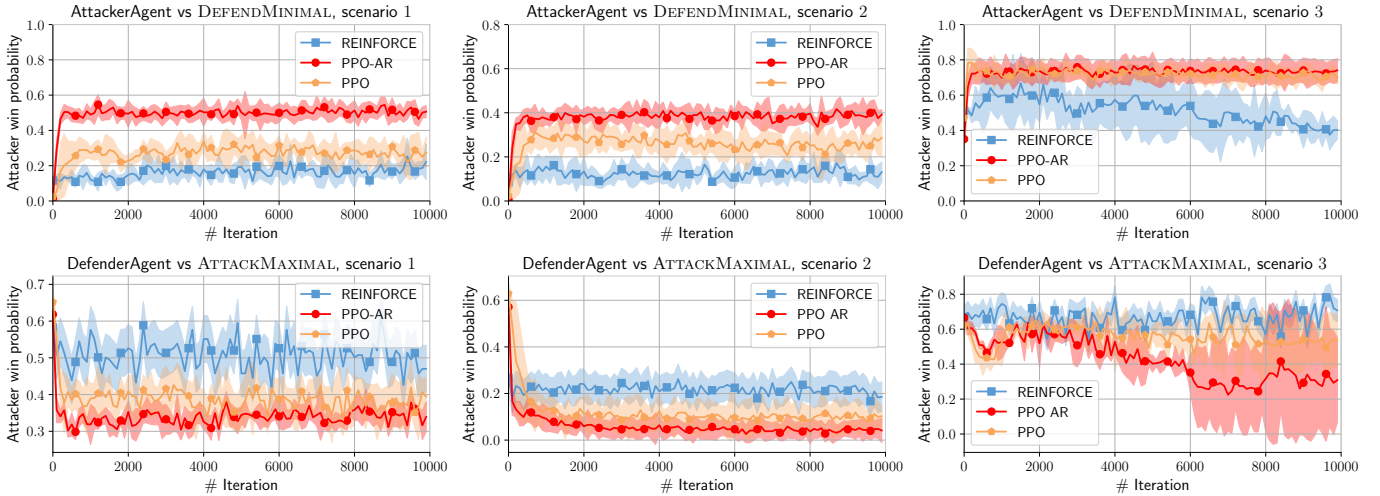 AttackerAgent vs DEFENDMINIMAL, scenario 1
Attacker win probability
1.0
0.8
0.6
0.4
0.2
0.0
REINFORCE
PPO-AR
PPO
0 2000 4000 6000 8000 10000
# Iteration
AttackerAgent vs DEFENDMINIMAL, scenario 2
Attacker win probability
0.8
0.6
0.4
0.2
0.0
REINFORCE
PPO-AR
PPO
0 2000 4000 6000 8000 10000
# Iteration
AttackerAgent vs DEFENDMINIMAL, scenario 3
Attacker win probability
1.0
0.8
0.6
0.4
0.2
0.0
REINFORCE
PPO-AR
PPO
0 2000 4000 6000 8000 10000
# Iteration
DefenderAgent vs ATTACKMAXIMAL, scenario 1
Attacker win probability
0.7
0.6
0.5
0.4
0.3
REINFORCE
PPO-AR
PPO
0 2000 4000 6000 8000 10000
# Iteration
DefenderAgent vs ATTACKMAXIMAL, scenario 2
Attacker win probability
0.6
0.4
0.2
0.0
REINFORCE
PPO AR
PPO
0 2000 4000 6000 8000 10000
# Iteration
DefenderAgent vs ATTACKMAXIMAL, scenario 3
Attacker win probability
0.8
0.6
0.4
0.2
0.0
REINFORCE
PPO AR
PPO
0 2000 4000 6000 8000 10000
# Iteration